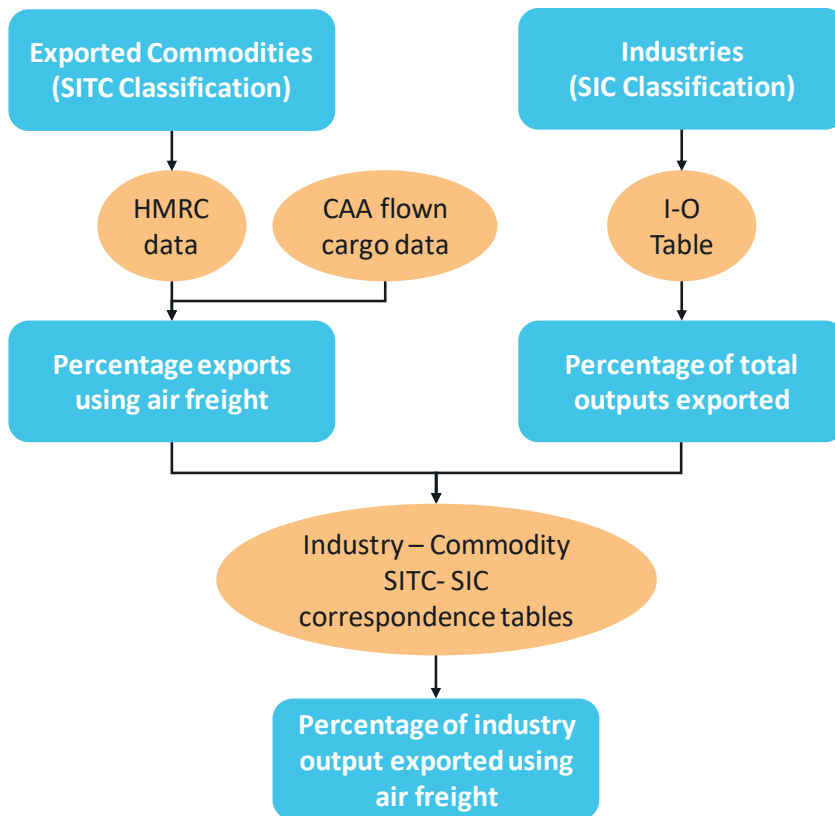 Exported Commodities
(SITC Classification)
Industries
(SIC Classification)
HMRC
data
CAA flown
cargo data
I-O
Table
Percentage exports
using air freight
Percentage of total
outputs exported
Industry – Commodity
SITC- SIC
correspondence tables
Percentage of industry
output exported using
air freight